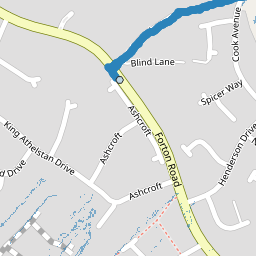 Cook Avenue
Blind Lane
Spicer Way
Ashcroft
Forton Road
King Athelstan Drive
Ashcroft
Henderson Drive
Drive
Ashcroft